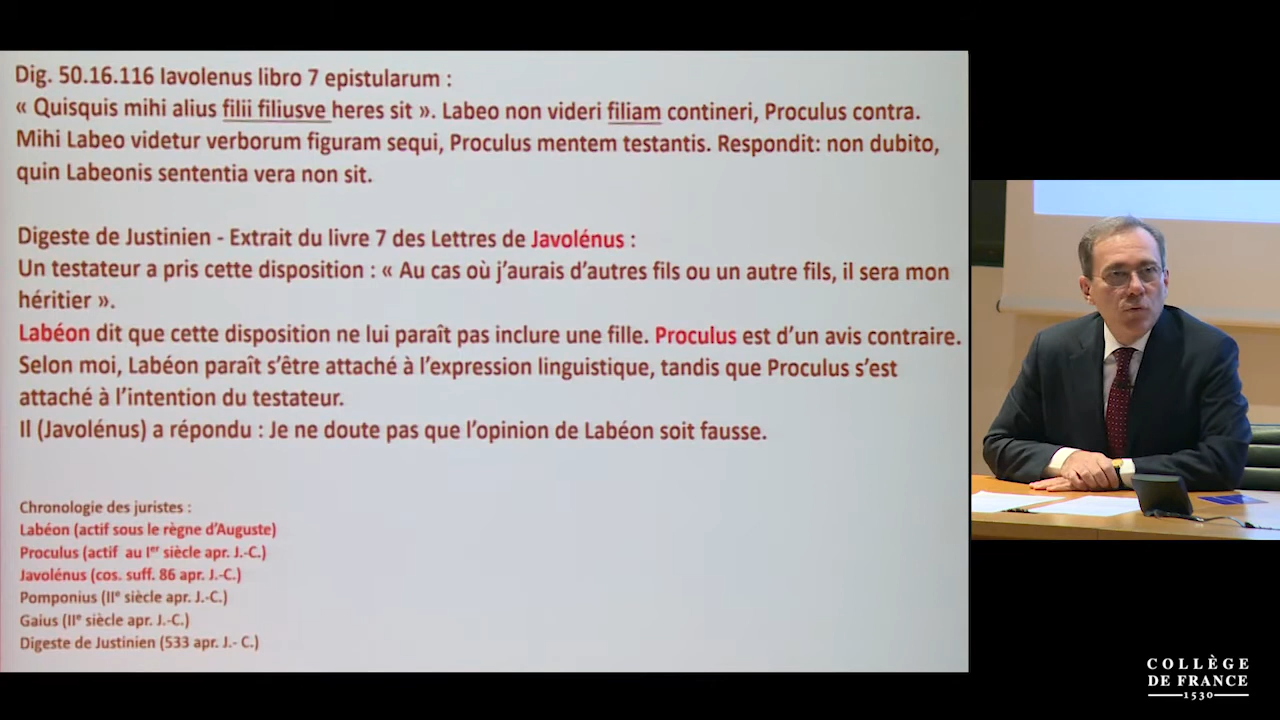 Dig. 50.16.116 Iavolenus libro 7 epistularum :
« Quisquis mihi alius filii filiusve heres sit ». Labeo non videri filiam contineri, Proculus contra.
Mihi Labeo videtur verborum figuram sequi, Proculus mentem testantis. Respondit: non dubito,
quin Labeonis sententia vera non sit.
Digeste de Justinien - Extrait du livre 7 des Lettres de Javolénus :
Un testateur a pris cette disposition : « Au cas où j’aurais d’autres fils ou un autre fils, il sera mon
héritier ».
Labéon dit que cette disposition ne lui paraît pas inclure une fille. Proculus est d’un avis contraire.
Selon moi, Labéon paraît s’être attaché à l’expression linguistique, tandis que Proculus s’est
attaché à l’intention du testateur.
Il (Javolénus) a répondu : Je ne doute pas que l’opinion de Labéon soit fausse.
Chronologie des juristes :
Labéon (actif sous le règne d’Auguste)
Proculus (actif au Ier siècle apr. J.-C.)
Javolénus (cos. suff. 86 apr. J.-C.)
Pomponius (IIe siècle apr. J.-C.)
Gaius (IIe siècle apr. J.-C.)
Digeste de Justinien (533 apr. J.- C.)
COLLÈGE
DE FRANCE
1530